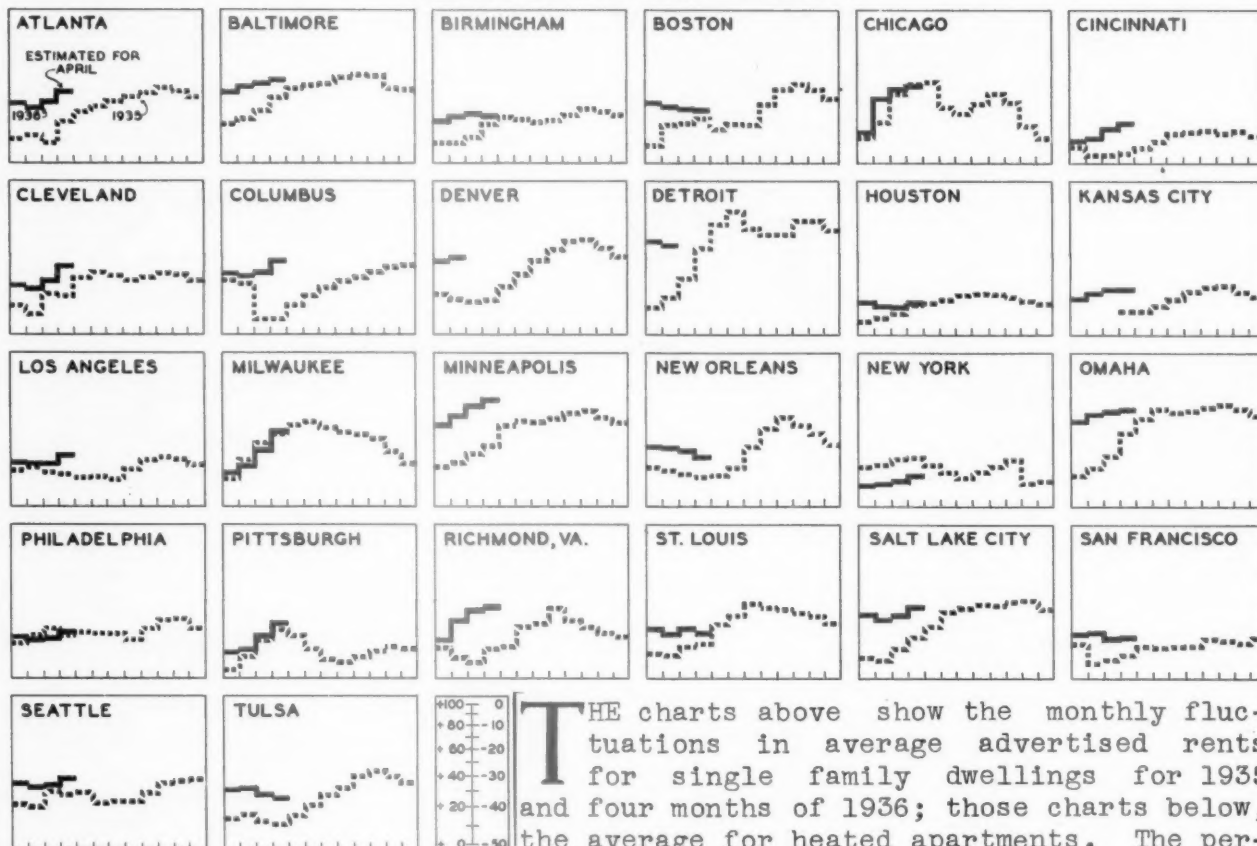 ATLANTA
ESTIMATED FOR
APRIL
1936
1935
BALTIMORE
BIRMINGHAM
BOSTON
CHICAGO
CINCINNATI
CLEVELAND
COLUMBUS
DENVER
DETROIT
HOUSTON
KANSAS CITY
LOS ANGELES
MILWAUKEE
MINNEAPOLIS
NEW ORLEANS
NEW YORK
OMAHA
PHILADELPHIA
PITTSBURGH
RICHMOND, VA.
ST. LOUIS
SALT LAKE CITY
SAN FRANCISCO
SEATTLE
TULSA
+100 0
+80 -10
+60 -20
+40 -30
+20 -40
+ 0 -50
THE charts above show the monthly fluc-
tuations in average advertised rents
for single family dwellings for 1935
and four months of 1936; those charts below,
the average for heated apartments. The per-